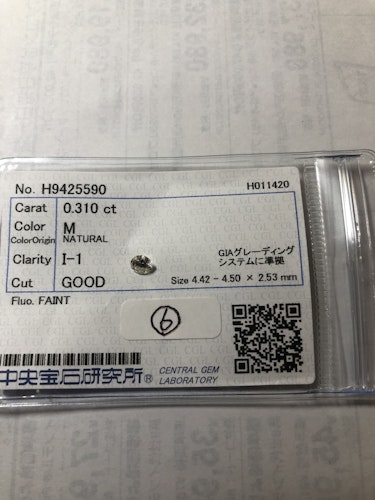 No. H9425590
H011420
Carat 0.310 ct
Color M
ColorOrigin NATURAL
Clarity I-1
GIAグレーディング
システムに準拠
Cut GOOD
Size 4.42 - 4.50 × 2.53 mm
Fluo. FAINT
⑥
中央宝石研究所®
CENTRAL GEM
LABORATORY